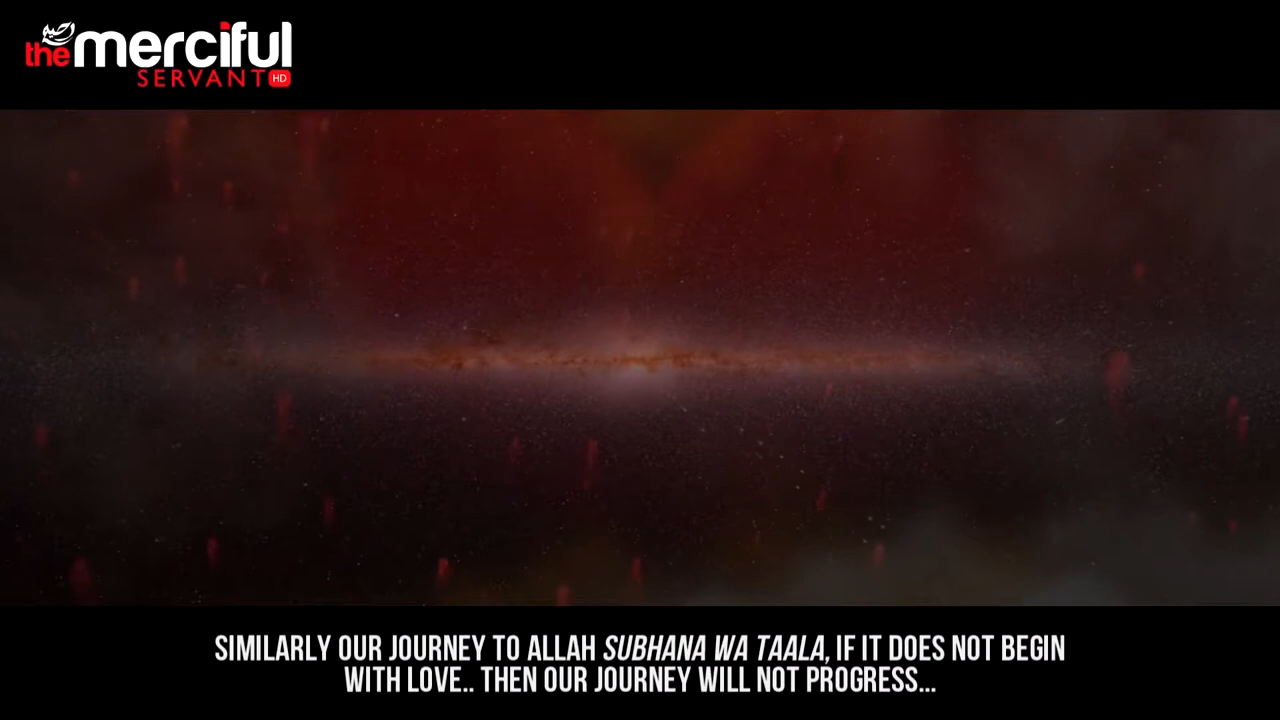 the merciful
SERVANT HD
SIMILARLY OUR JOURNEY TO ALLAH SUBHANA WA TAALA, IF IT DOES NOT BEGIN
WITH LOVE.. THEN OUR JOURNEY WILL NOT PROGRESS...